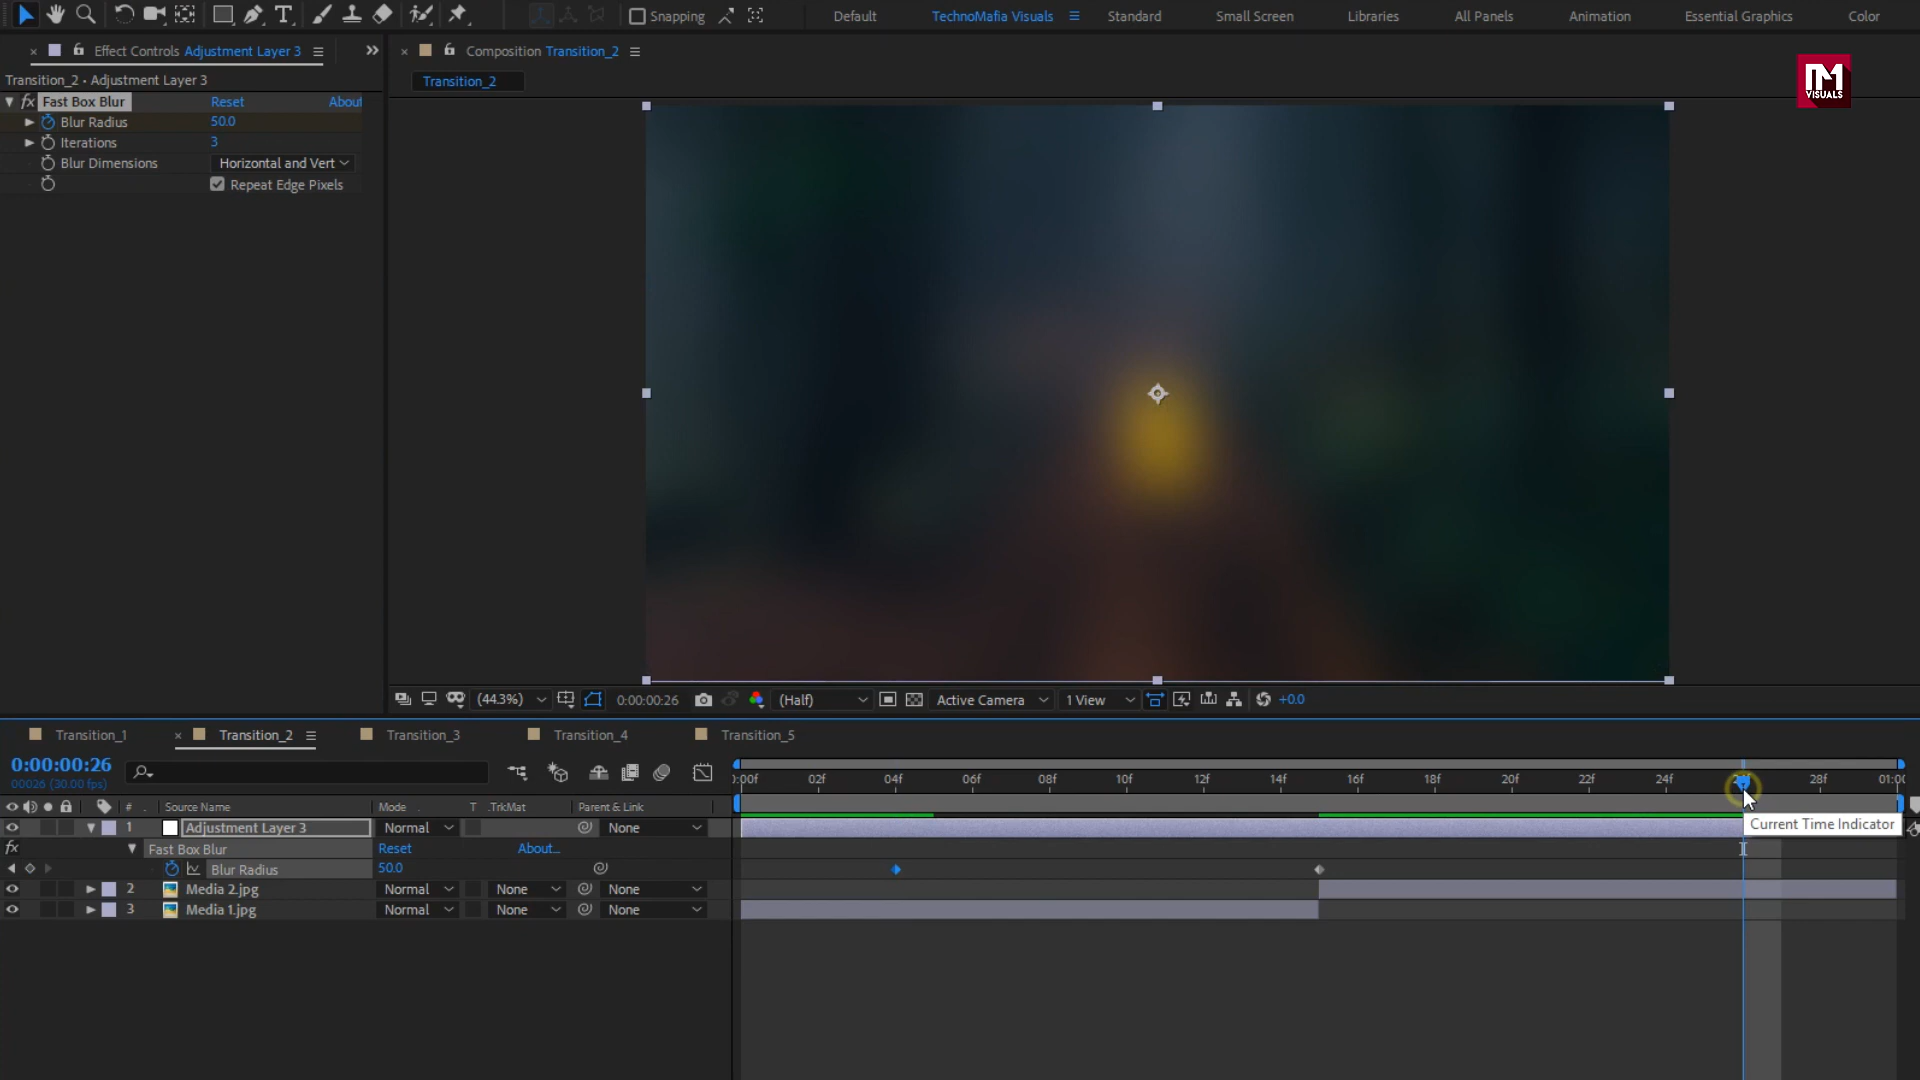 Snapping
Default
TechnoMafia Visuals
Standard
Small Screen
Libraries
All Panels
Animation
Essential Graphics
Color
Effect Controls Adjustment Layer 3
Composition Transition_2
VISUALS
Transition_2 • Adjustment Layer 3
Transition_2
fx Fast Box Blur Reset About
Blur Radius 50.0
Iterations 3
Blur Dimensions Horizontal and Vert
Repeat Edge Pixels
(44.3%) 0:00:00:26 (Half) Active Camera 1 View +0.0
Transition_1 Transition_2 Transition_3 Transition_4 Transition_5
0:00:00:26
00026 (30.00 fps)
:00f 02f 04f 06f 08f 10f 12f 14f 16f 18f 20f 22f 24f 28f 01:0
# . Source Name Mode T .TrkMat Parent & Link
1 Adjustment Layer 3 Normal None
Current Time Indicator
fx Fast Box Blur Reset About...
Blur Radius 50.0
2 Media 2.jpg Normal None None
3 Media 1.jpg Normal None None